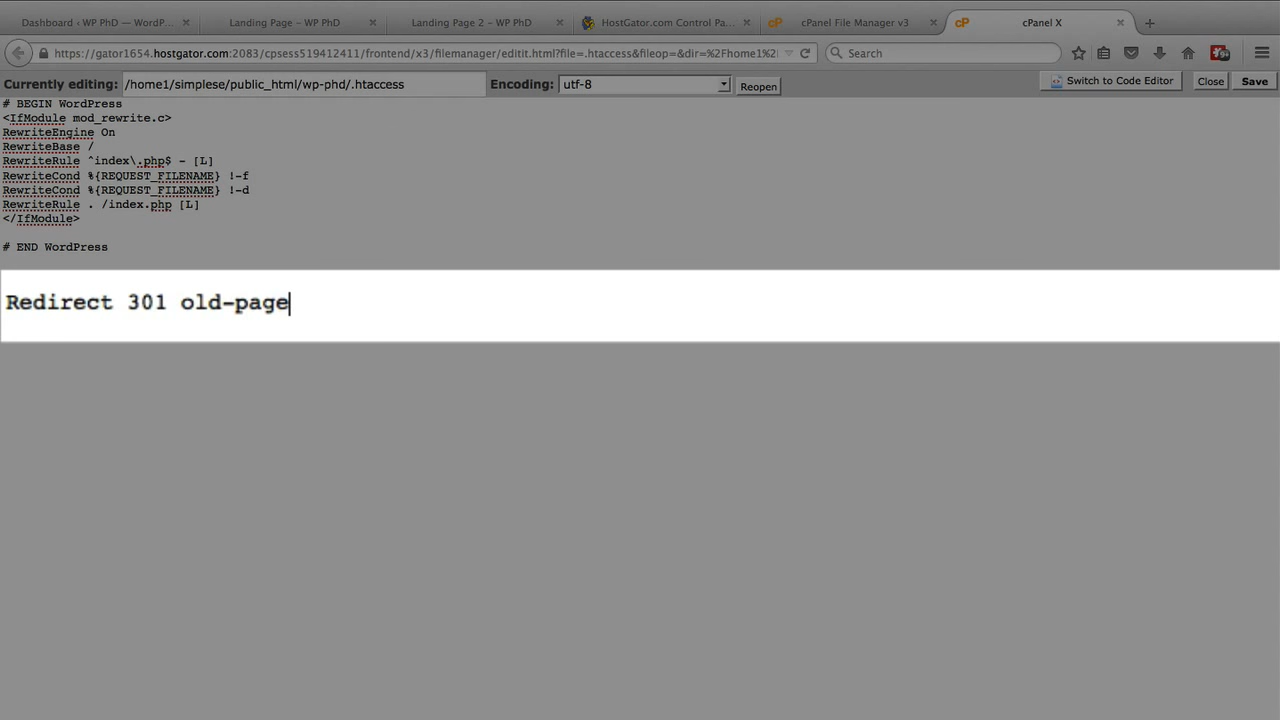 Dashboard ‹ WP PhD — WordP...
Landing Page - WP PhD
Landing Page 2 - WP PhD
HostGator.com Control Pa...
cPanel File Manager v3
cPanel X
https://gator1654.hostgator.com:2083/cpsess519412411/frontend/x3/filemanager/editit.html?file=.htaccess&fileop=&dir=%2Fhome1%2
Search
Currently editing: /home1/simplese/public_html/wp-phd/.htaccess
Encoding: utf-8
Reopen
Switch to Code Editor
Close
Save
# BEGIN WordPress
<IfModule mod_rewrite.c>
RewriteEngine On
RewriteBase /
RewriteRule ^index\.php$ - [L]
RewriteCond %{REQUEST_FILENAME} !-f
RewriteCond %{REQUEST_FILENAME} !-d
RewriteRule . /index.php [L]
</IfModule>
# END WordPress
Redirect 301 old-page